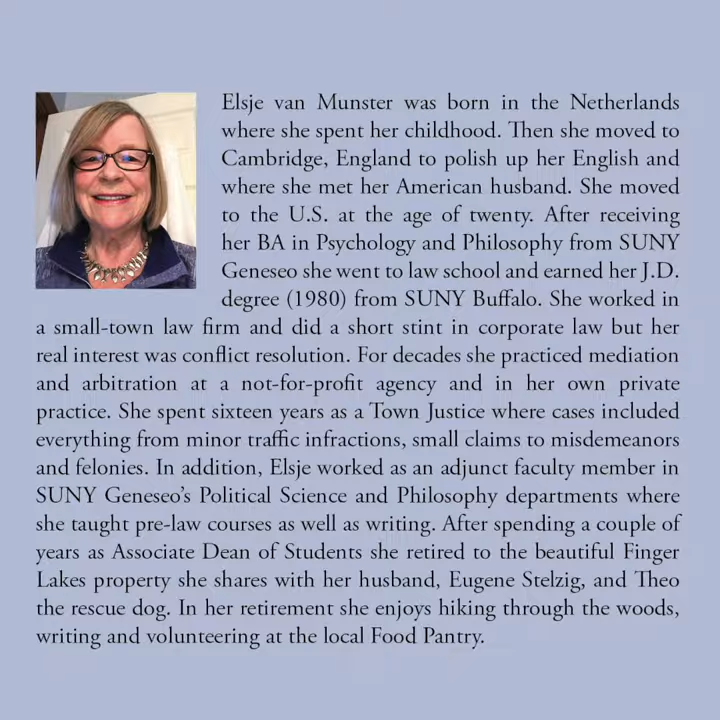 Elsje van Munster was born in the Netherlands
where she spent her childhood. Then she moved to
Cambridge, England to polish up her English and
where she met her American husband. She moved
to the U.S. at the age of twenty. After receiving
her BA in Psychology and Philosophy from SUNY
Geneseo she went to law school and earned her J.D.
degree (1980) from SUNY Buffalo. She worked in
a small-town law firm and did a short stint in corporate law but her
real interest was conflict resolution. For decades she practiced mediation
and arbitration at a not-for-profit agency and in her own private
practice. She spent sixteen years as a Town Justice where cases included
everything from minor traffic infractions, small claims to misdemeanors
and felonies. In addition, Elsje worked as an adjunct faculty member in
SUNY Geneseo’s Political Science and Philosophy departments where
she taught pre-law courses as well as writing. After spending a couple of
years as Associate Dean of Students she retired to the beautiful Finger
Lakes property she shares with her husband, Eugene Stelzig, and Theo
the rescue dog. In her retirement she enjoys hiking through the woods,
writing and volunteering at the local Food Pantry.